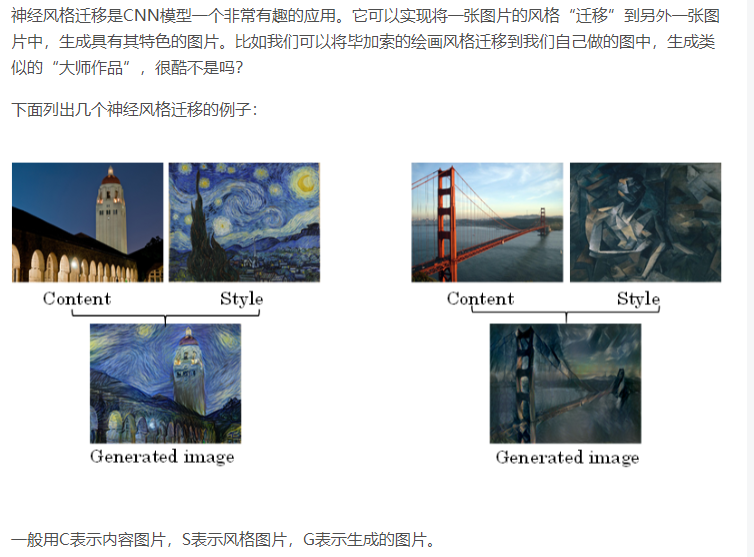 神经风格迁移是CNN模型一个非常有趣的应用。它可以实现将一张图片的风格“迁移”到另外一张图
片中，生成具有其特色的图片。比如我们可以将毕加索的绘画风格迁移到我们自己做的图中，生成类
似的“大师作品”，很酷不是吗？
下面列出几个神经风格迁移的例子：
Content Style
Content Style
Generated image
Generated image
一般用C表示内容图片，S表示风格图片，G表示生成的图片。